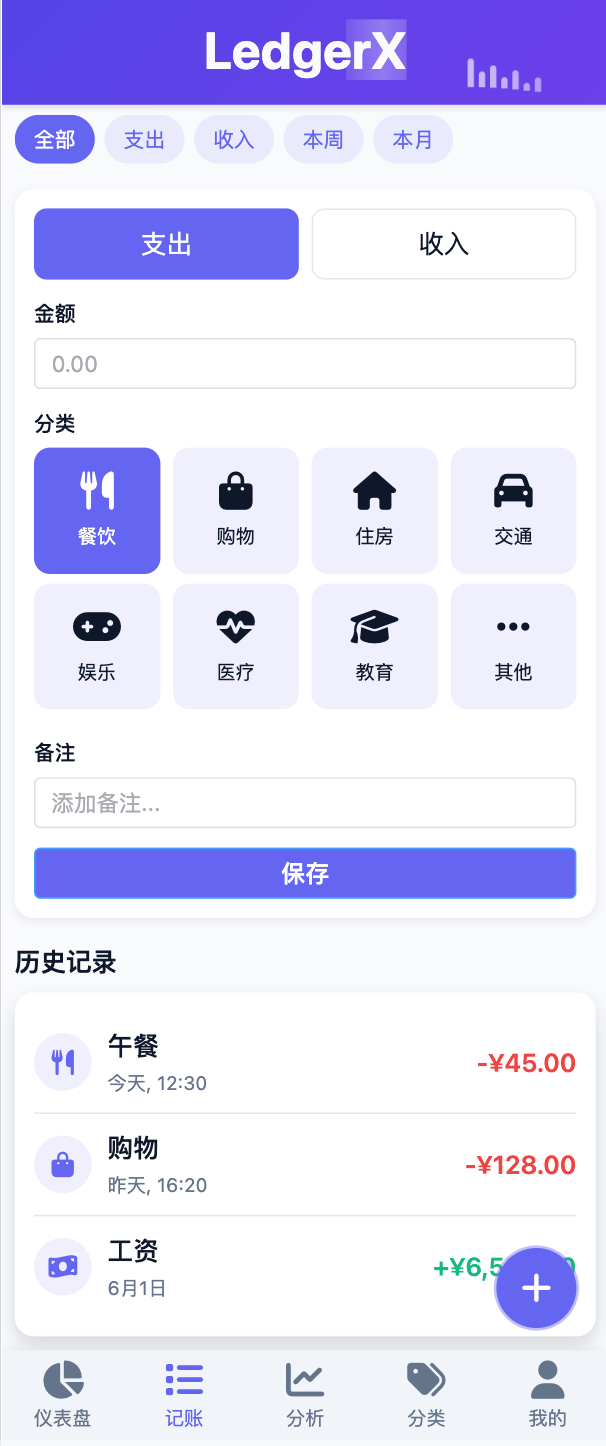 LedgerX
全部 支出 收入 本周 本月
支出 收入
金额
0.00
分类
餐饮 购物 住房 交通
娱乐 医疗 教育 其他
备注
添加备注...
保存
历史记录
午餐
今天, 12:30
-¥45.00
购物
昨天, 16:20
-¥128.00
工资
6月1日
仪表盘 记账 分析 分类 我的